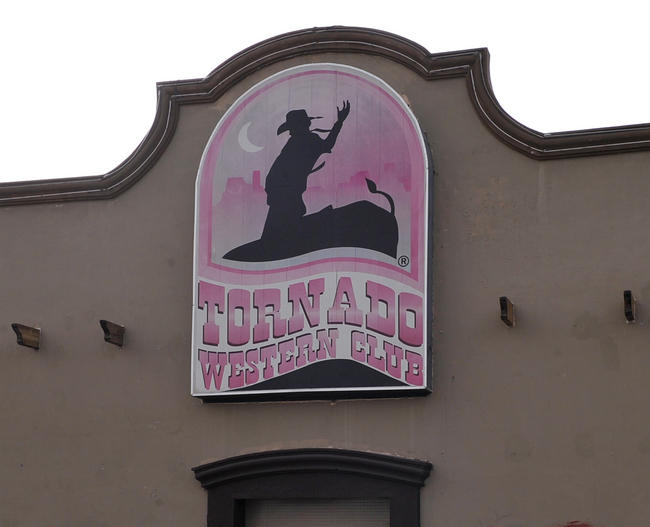 ®
TORNADO
WESTERN CLUB